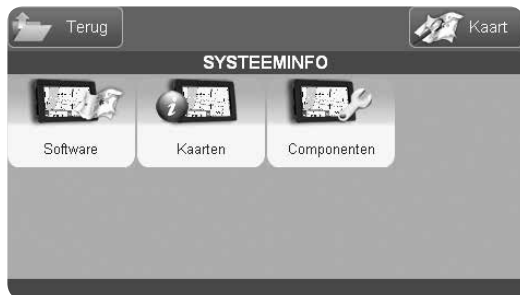 Terug
Kaart
SYSTEEMINFO
Software
Kaarten
Componenten